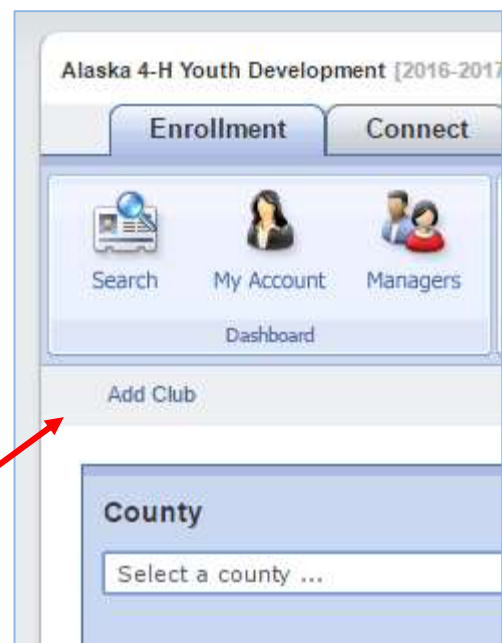 Alaska 4-H Youth Development [2016-2017
Enrollment Connect
Search My Account Managers
Dashboard
Add Club
County
Select a county ...